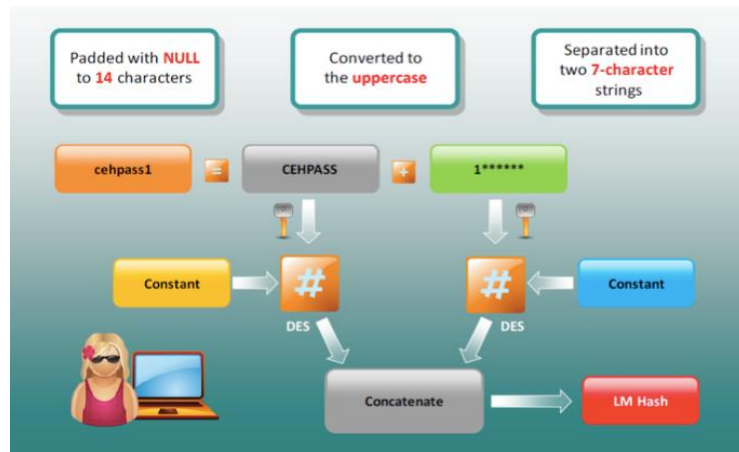 Padded with NULL
to 14 characters
Converted to
the uppercase
Separated into
two 7-character
strings
cehpass1
=
CEHPASS
+
1******
Constant
#
#
Constant
DES
DES
Concatenate
LM Hash